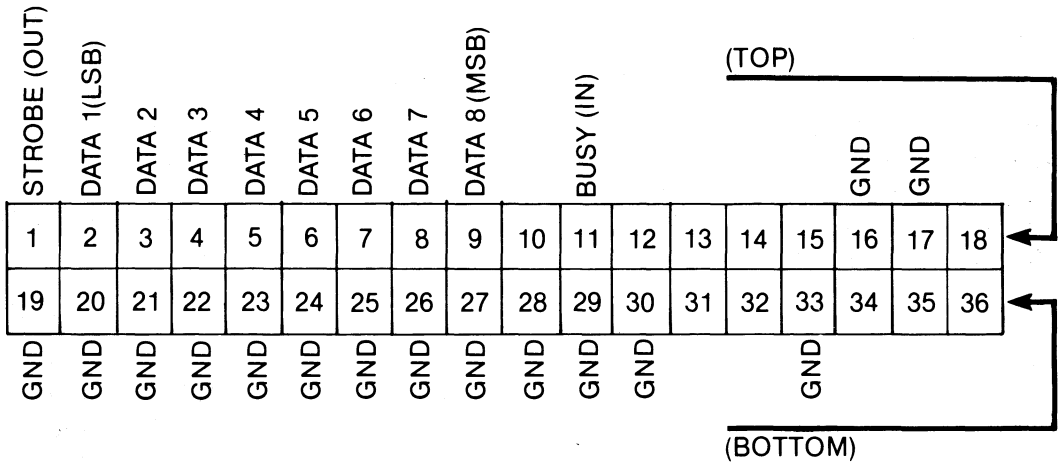 (TOP)
STROBE (OUT) DATA 1(LSB) DATA 2 DATA 3 DATA 4 DATA 5 DATA 6 DATA 7 DATA 8 (MSB) BUSY (IN) GND GND
1 2 3 4 5 6 7 8 9 10 11 12 13 14 15 16 17 18
19 20 21 22 23 24 25 26 27 28 29 30 31 32 33 34 35 36
GND GND GND GND GND GND GND GND GND GND GND GND GND
(BOTTOM)